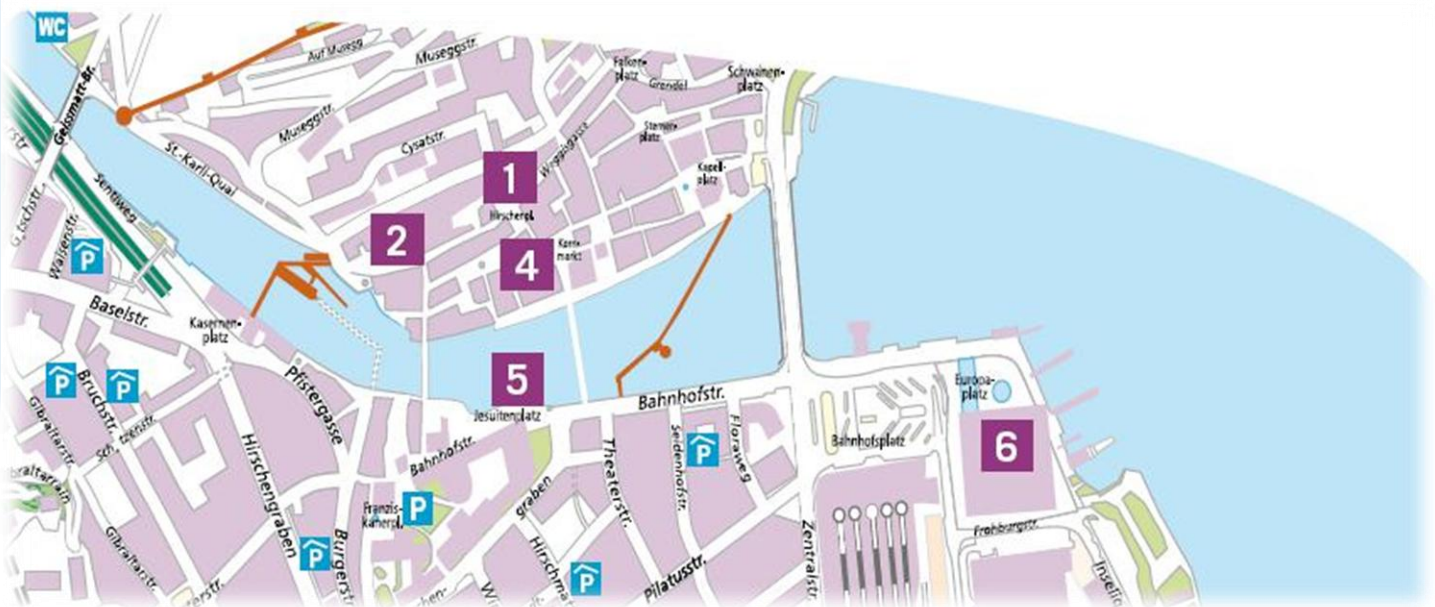 WC
Geissmatt-Br.
Auf Musegg
Museggstr.
Falken-
platz
Grendel
Schwanen-
platz
Museggstr.
Cysatstr.
Weggisgasse
Sternen-
platz
St.-Karli-Quai
Kapell-
platz
1
Hirschenpl.
Sentiweg
2
4
Korn-
markt
Waisenstr.
P
Baselstr.
Kasernen-
platz
P
P
Bruchstr.
Gibraltarstr.
Pfistergasse
5
Jesuitenplatz
Bahnhofstr.
Europa-
platz
6
Bahnhofplatz
Bahnhofstr.
Theaterstr.
Seidenhofstr.
P
Floraweg
Hirschengraben
Franzis-
kanerpl.
P
graben
Gibraltarstr.
P
Burgerstr.
P
Pilatusstr.
Zentralstr.
Frohburgstr.